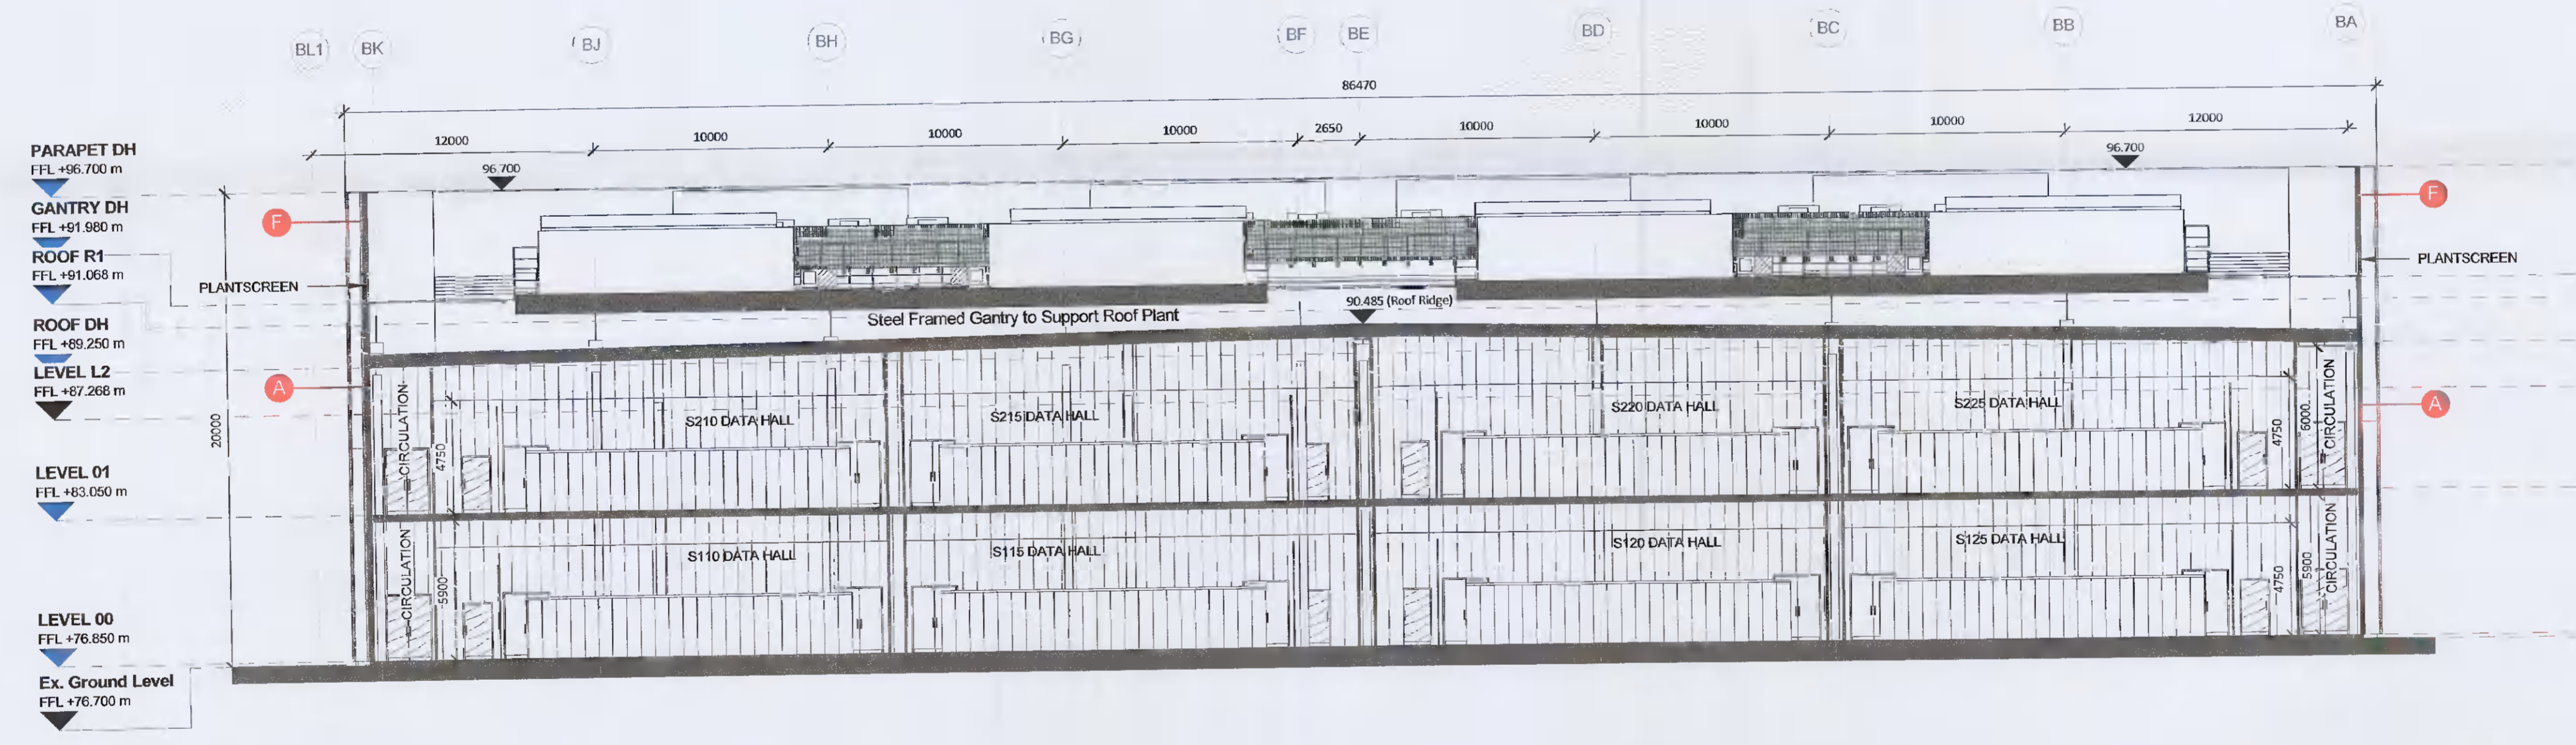 BL1
BK
BJ
BH
BG
BF
BE
BD
BC
BB
BA
86470
12000
10000
10000
10000
2650
10000
10000
10000
12000
PARAPET DH
FFL +96.700 m
96.700
96.700
GANTRY DH
FFL +91.980 m
F
F
ROOF R1
FFL +91.068 m
PLANTSCREEN
PLANTSCREEN
90.485 (Roof Ridge)
Steel Framed Gantry to Support Roof Plant
ROOF DH
FFL +89.250 m
LEVEL L2
FFL +87.268 m
A
A
20000
CIRCULATION
4750
S210 DATA HALL
S215 DATA HALL
S220 DATA HALL
S225 DATA HALL
4750
6000
CIRCULATION
LEVEL 01
FFL +83.050 m
CIRCULATION
5900
S110 DATA HALL
S115 DATA HALL
S120 DATA HALL
S125 DATA HALL
4750
5900
CIRCULATION
LEVEL 00
FFL +76.850 m
Ex. Ground Level
FFL +76.700 m